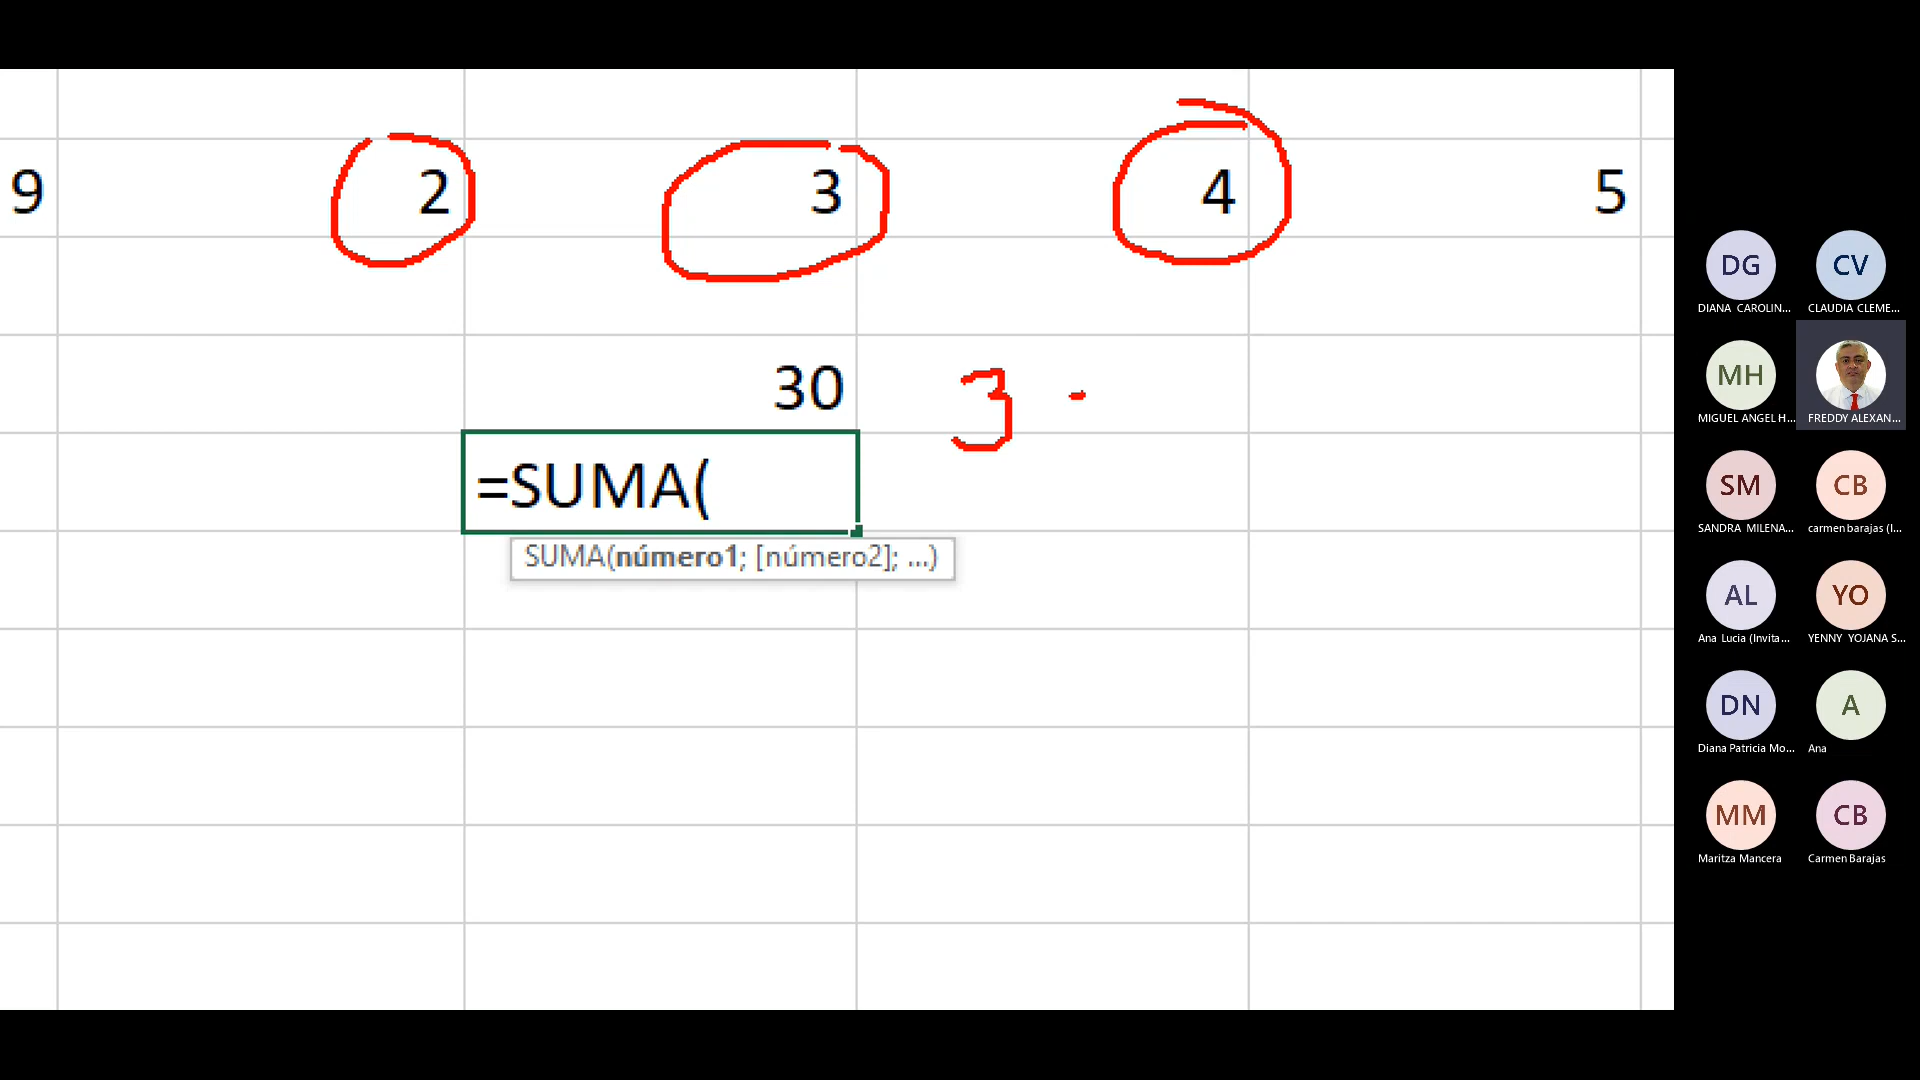 9 2 3 4 5
30 3 -
=SUMA(
SUMA(número1; [número2]; ...)
DG CV
DIANA CAROLIN... CLAUDIA CLEME...
MH
MIGUEL ANGEL H... FREDDY ALEXAN...
SM CB
SANDRA MILENA... carmen barajas (I...
AL YO
Ana Lucia (Invita... YENNY YOJANA S...
DN A
Diana Patricia Mo... Ana
MM CB
Maritza Mancera Carmen Barajas